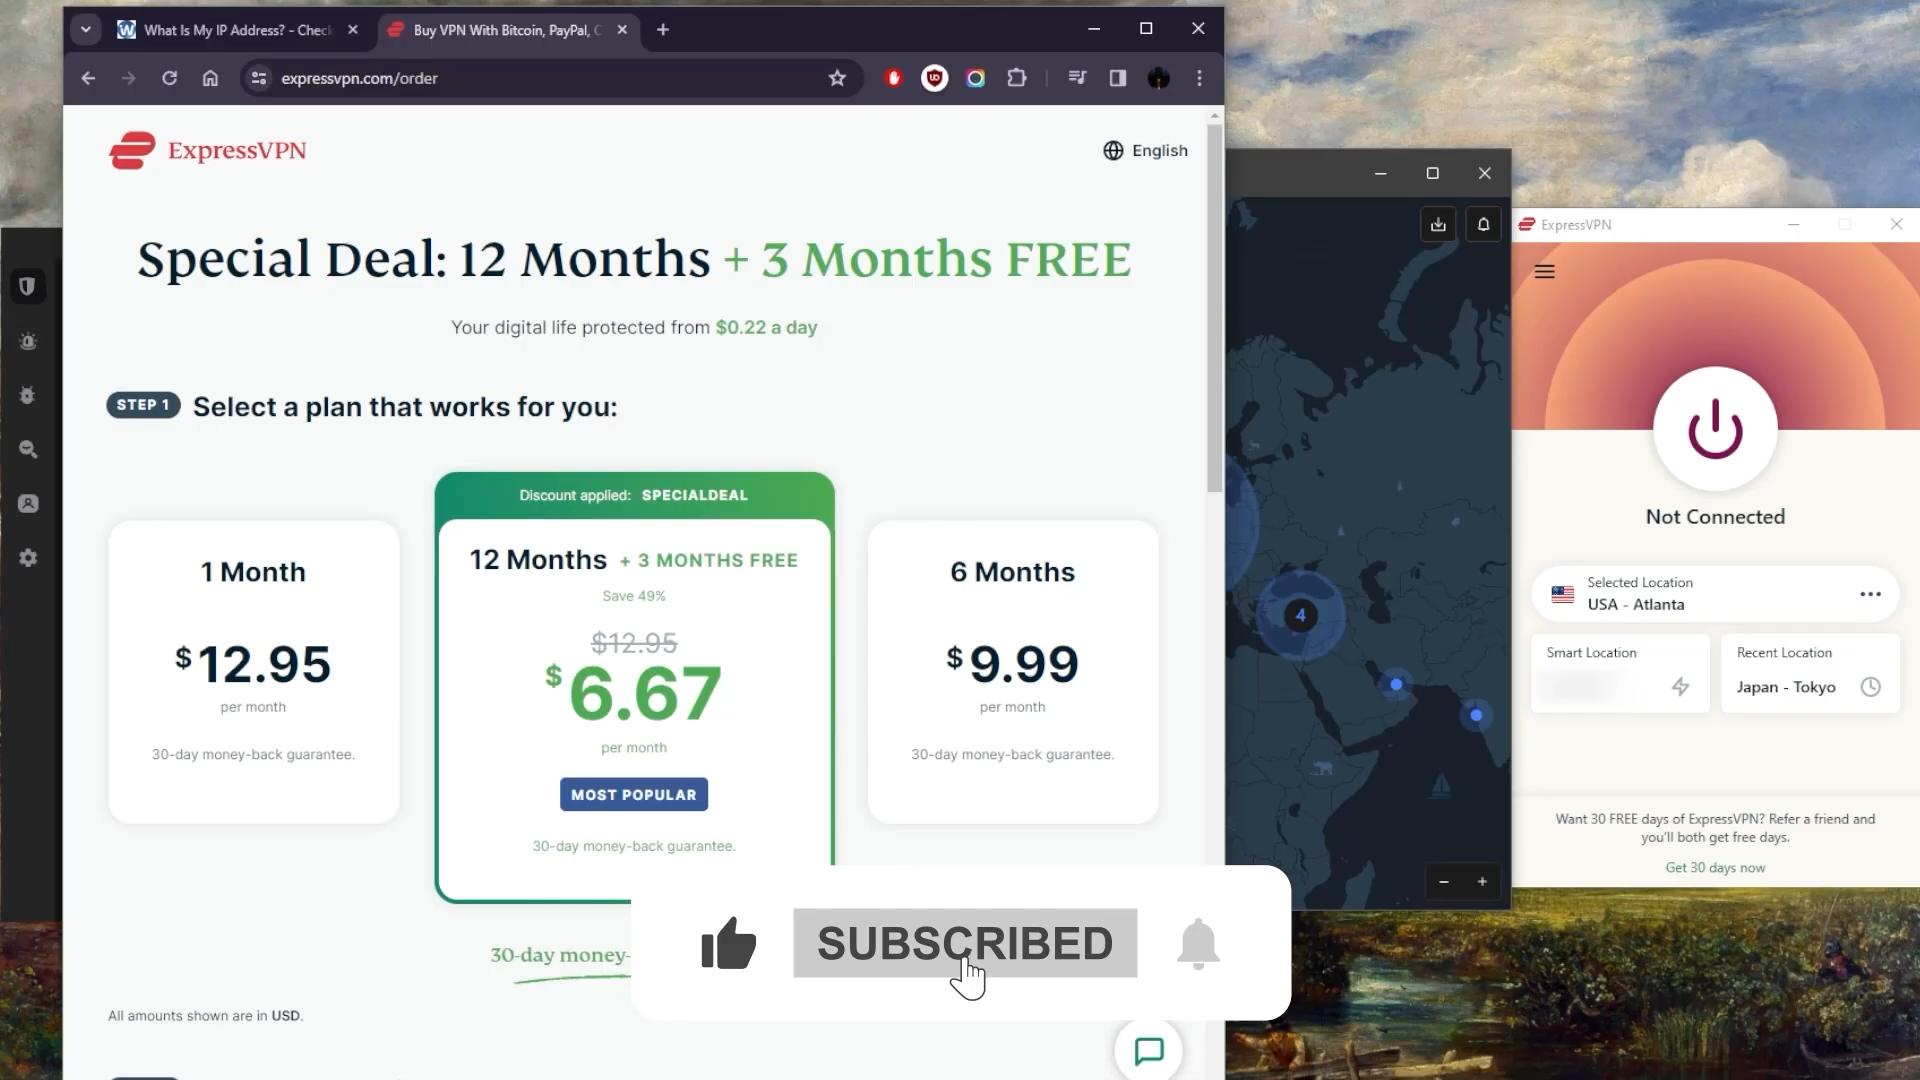 What Is My IP Address? - Check
Buy VPN With Bitcoin, PayPal, C
expressvpn.com/order
ExpressVPN
English
Special Deal: 12 Months + 3 Months FREE
Your digital life protected from $0.22 a day
STEP 1 Select a plan that works for you:
1 Month
$12.95
per month
30-day money-back guarantee.
Discount applied: SPECIALDEAL
12 Months + 3 MONTHS FREE
Save 49%
$12.95
$6.67
per month
MOST POPULAR
30-day money-back guarantee.
6 Months
$9.99
per month
30-day money-back guarantee.
30-day money-
All amounts shown are in USD.
SUBSCRIBED
4
ExpressVPN
Not Connected
Selected Location
USA - Atlanta
Smart Location
Recent Location
Japan - Tokyo
Want 30 FREE days of ExpressVPN? Refer a friend and
you'll both get free days.
Get 30 days now